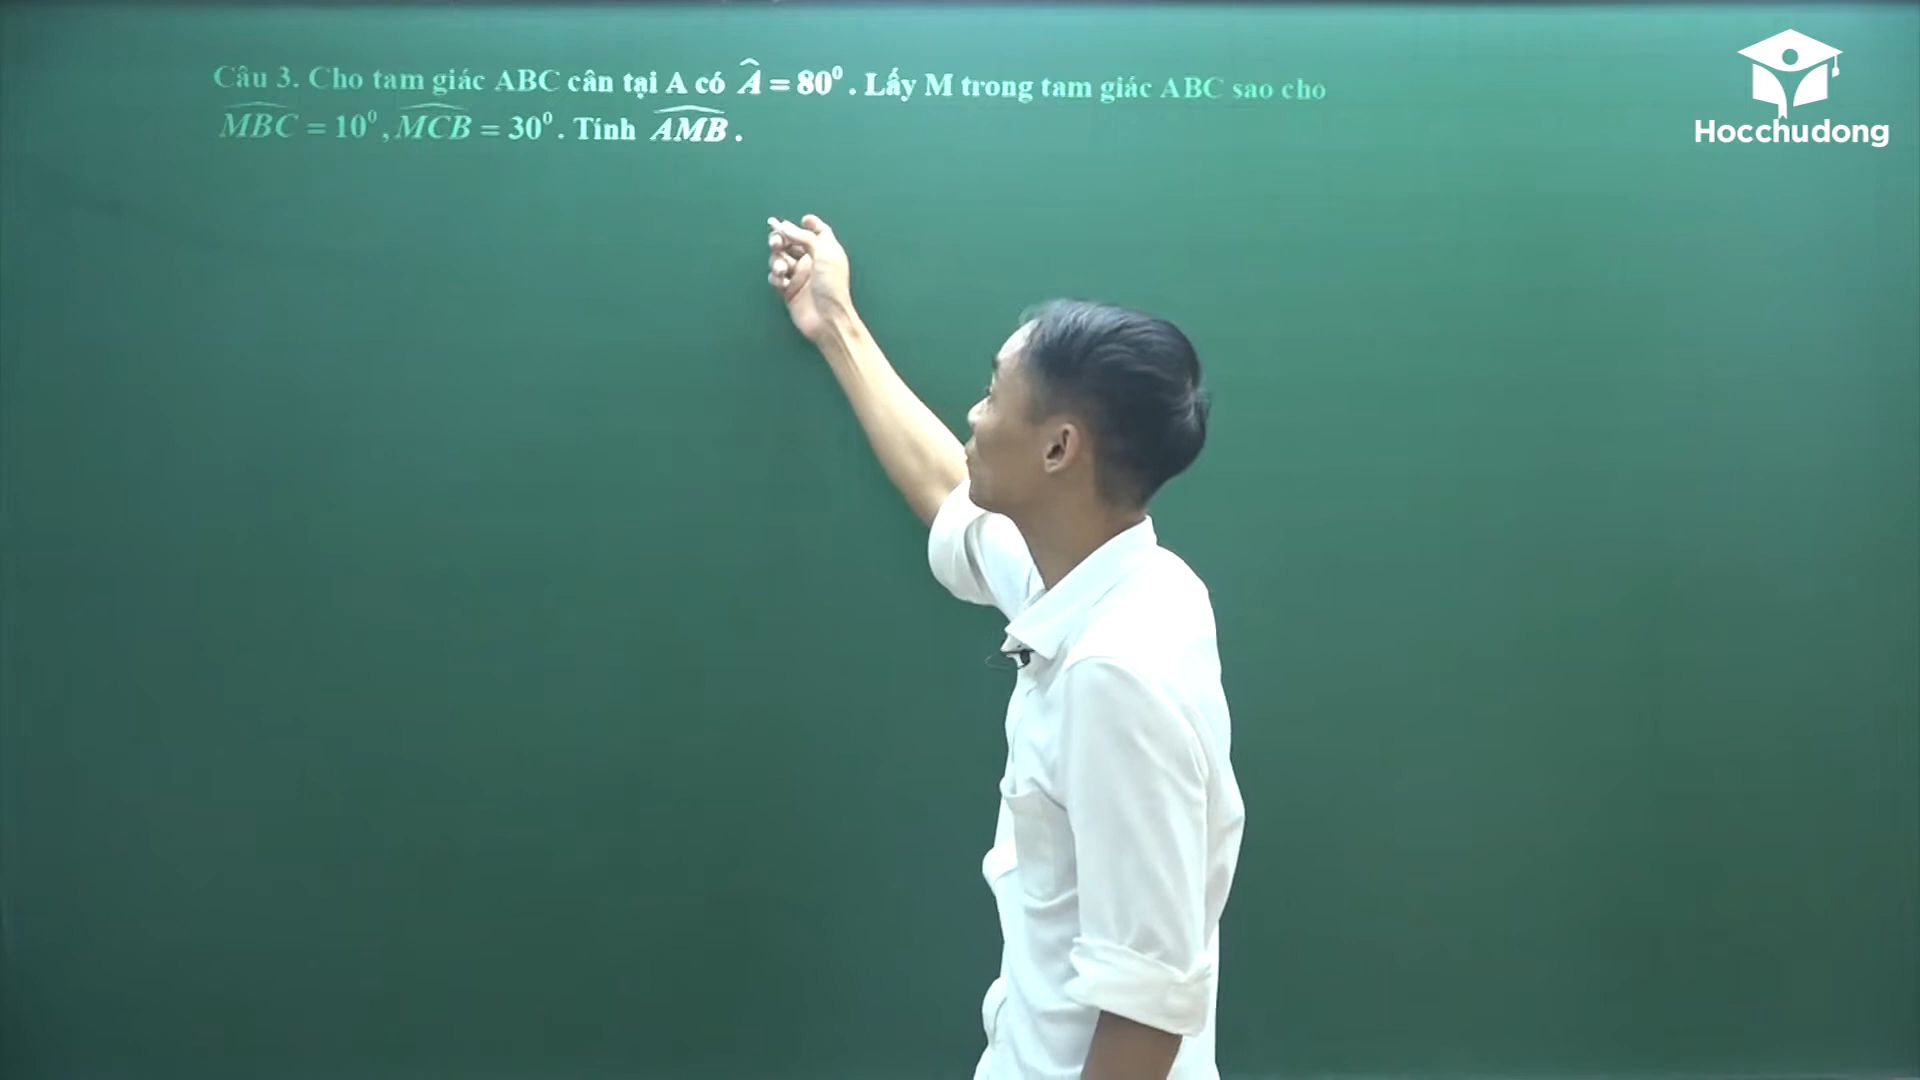 Câu 3. Cho tam giác ABC cân tại A có  = 80⁰. Lấy M trong tam giác ABC sao cho
MBC = 10⁰, MCB = 30⁰. Tính AMB.
Hocchudong